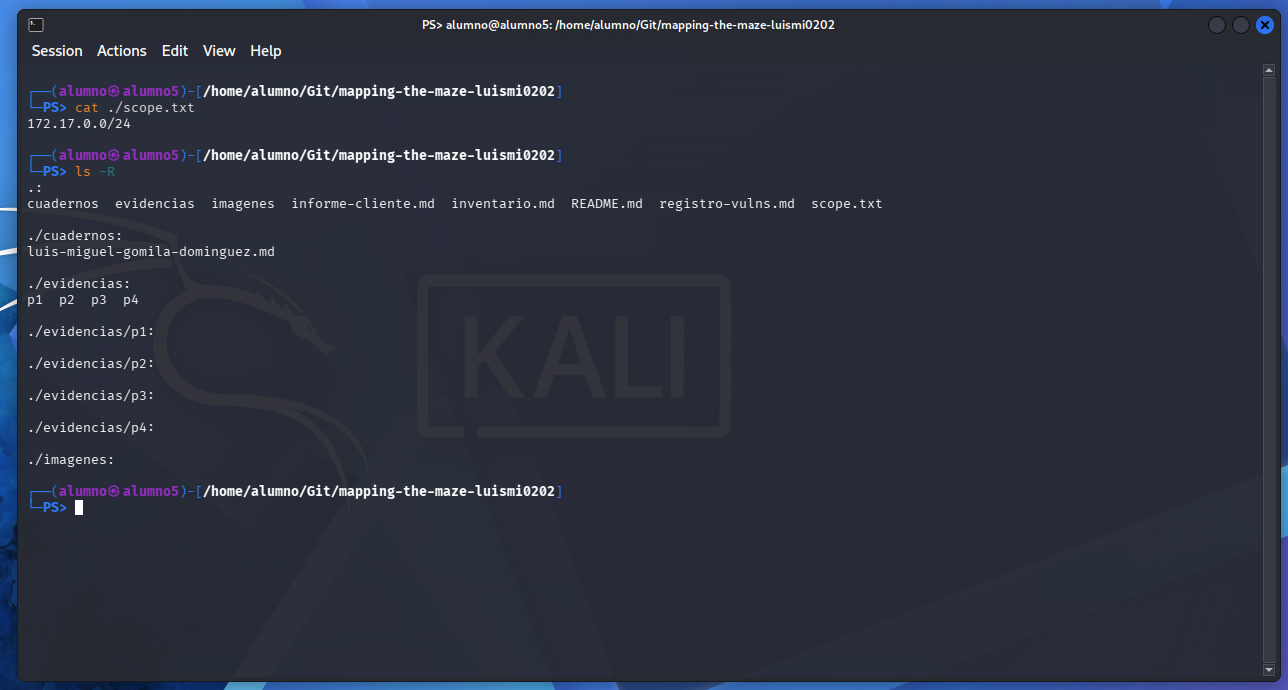 PS> alumno@alumno5: /home/alumno/Git/mapping-the-maze-luismi0202
Session Actions Edit View Help
┌──(alumno㉿alumno5)-[/home/alumno/Git/mapping-the-maze-luismi0202]
└─PS> cat ./scope.txt
172.17.0.0/24
┌──(alumno㉿alumno5)-[/home/alumno/Git/mapping-the-maze-luismi0202]
└─PS> ls -R
.:
cuadernos  evidencias  imagenes  informe-cliente.md  inventario.md  README.md  registro-vulns.md  scope.txt
./cuadernos:
luis-miguel-gomila-dominguez.md
./evidencias:
p1  p2  p3  p4
./evidencias/p1:
./evidencias/p2:
./evidencias/p3:
./evidencias/p4:
./imagenes:
┌──(alumno㉿alumno5)-[/home/alumno/Git/mapping-the-maze-luismi0202]
└─PS>
KALI